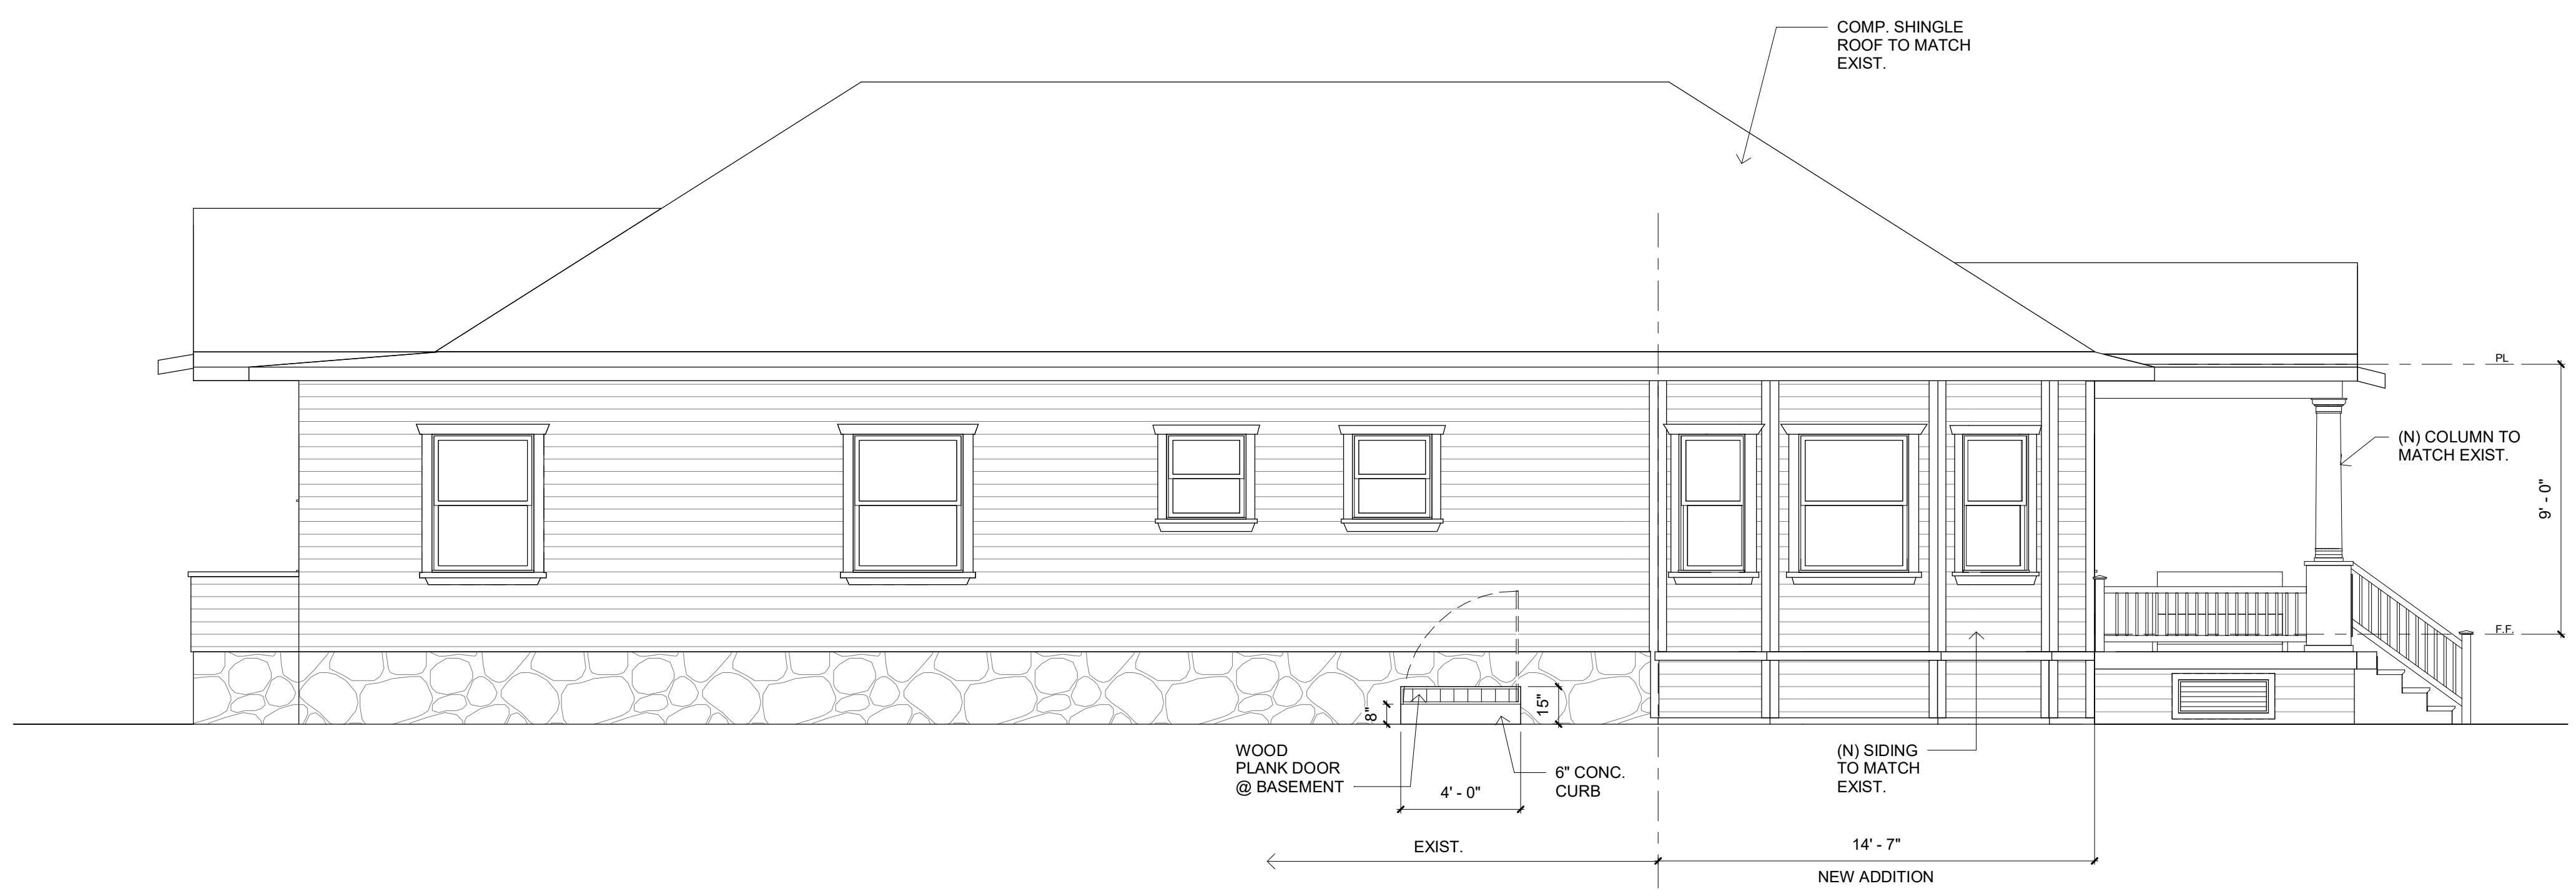 COMP. SHINGLE
ROOF TO MATCH
EXIST.
PL
(N) COLUMN TO
MATCH EXIST.
9' - 0"
F.F.
8"
15"
WOOD
PLANK DOOR
@ BASEMENT
6" CONC.
CURB
4' - 0"
(N) SIDING
TO MATCH
EXIST.
EXIST.
14' - 7"
NEW ADDITION